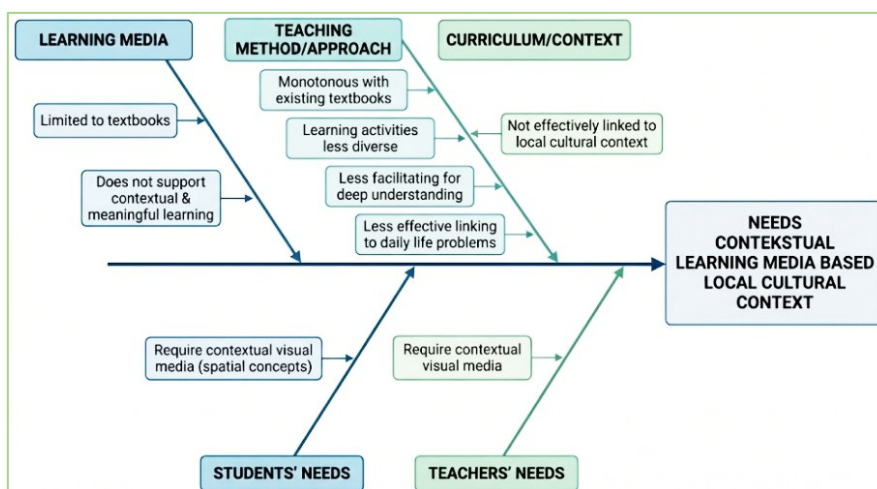 LEARNING MEDIA
TEACHING
METHOD/APPROACH
CURRICULUM/CONTEXT
Limited to textbooks
Does not support
contextual &
meaningful learning
Monotonous with
existing textbooks
Learning activities
less diverse
Less facilitating for
deep understanding
Less effective linking
to daily life problems
Not effectively linked to
local cultural context
NEEDS
CONTEKSTUAL
LEARNING MEDIA BASED
LOCAL CULTURAL
CONTEXT
Require contextual visual
media (spatial concepts)
Require contextual
visual media
STUDENTS' NEEDS
TEACHERS' NEEDS